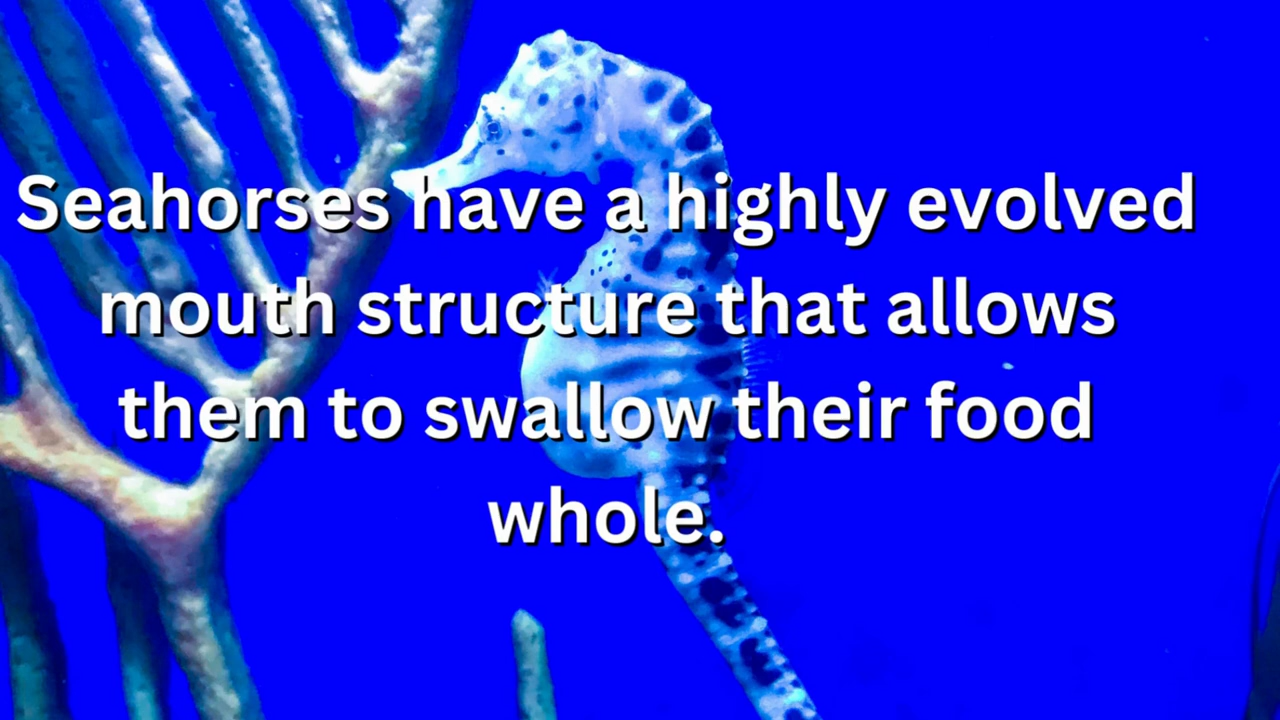 Seahorses have a highly evolved
mouth structure that allows
them to swallow their food
whole.